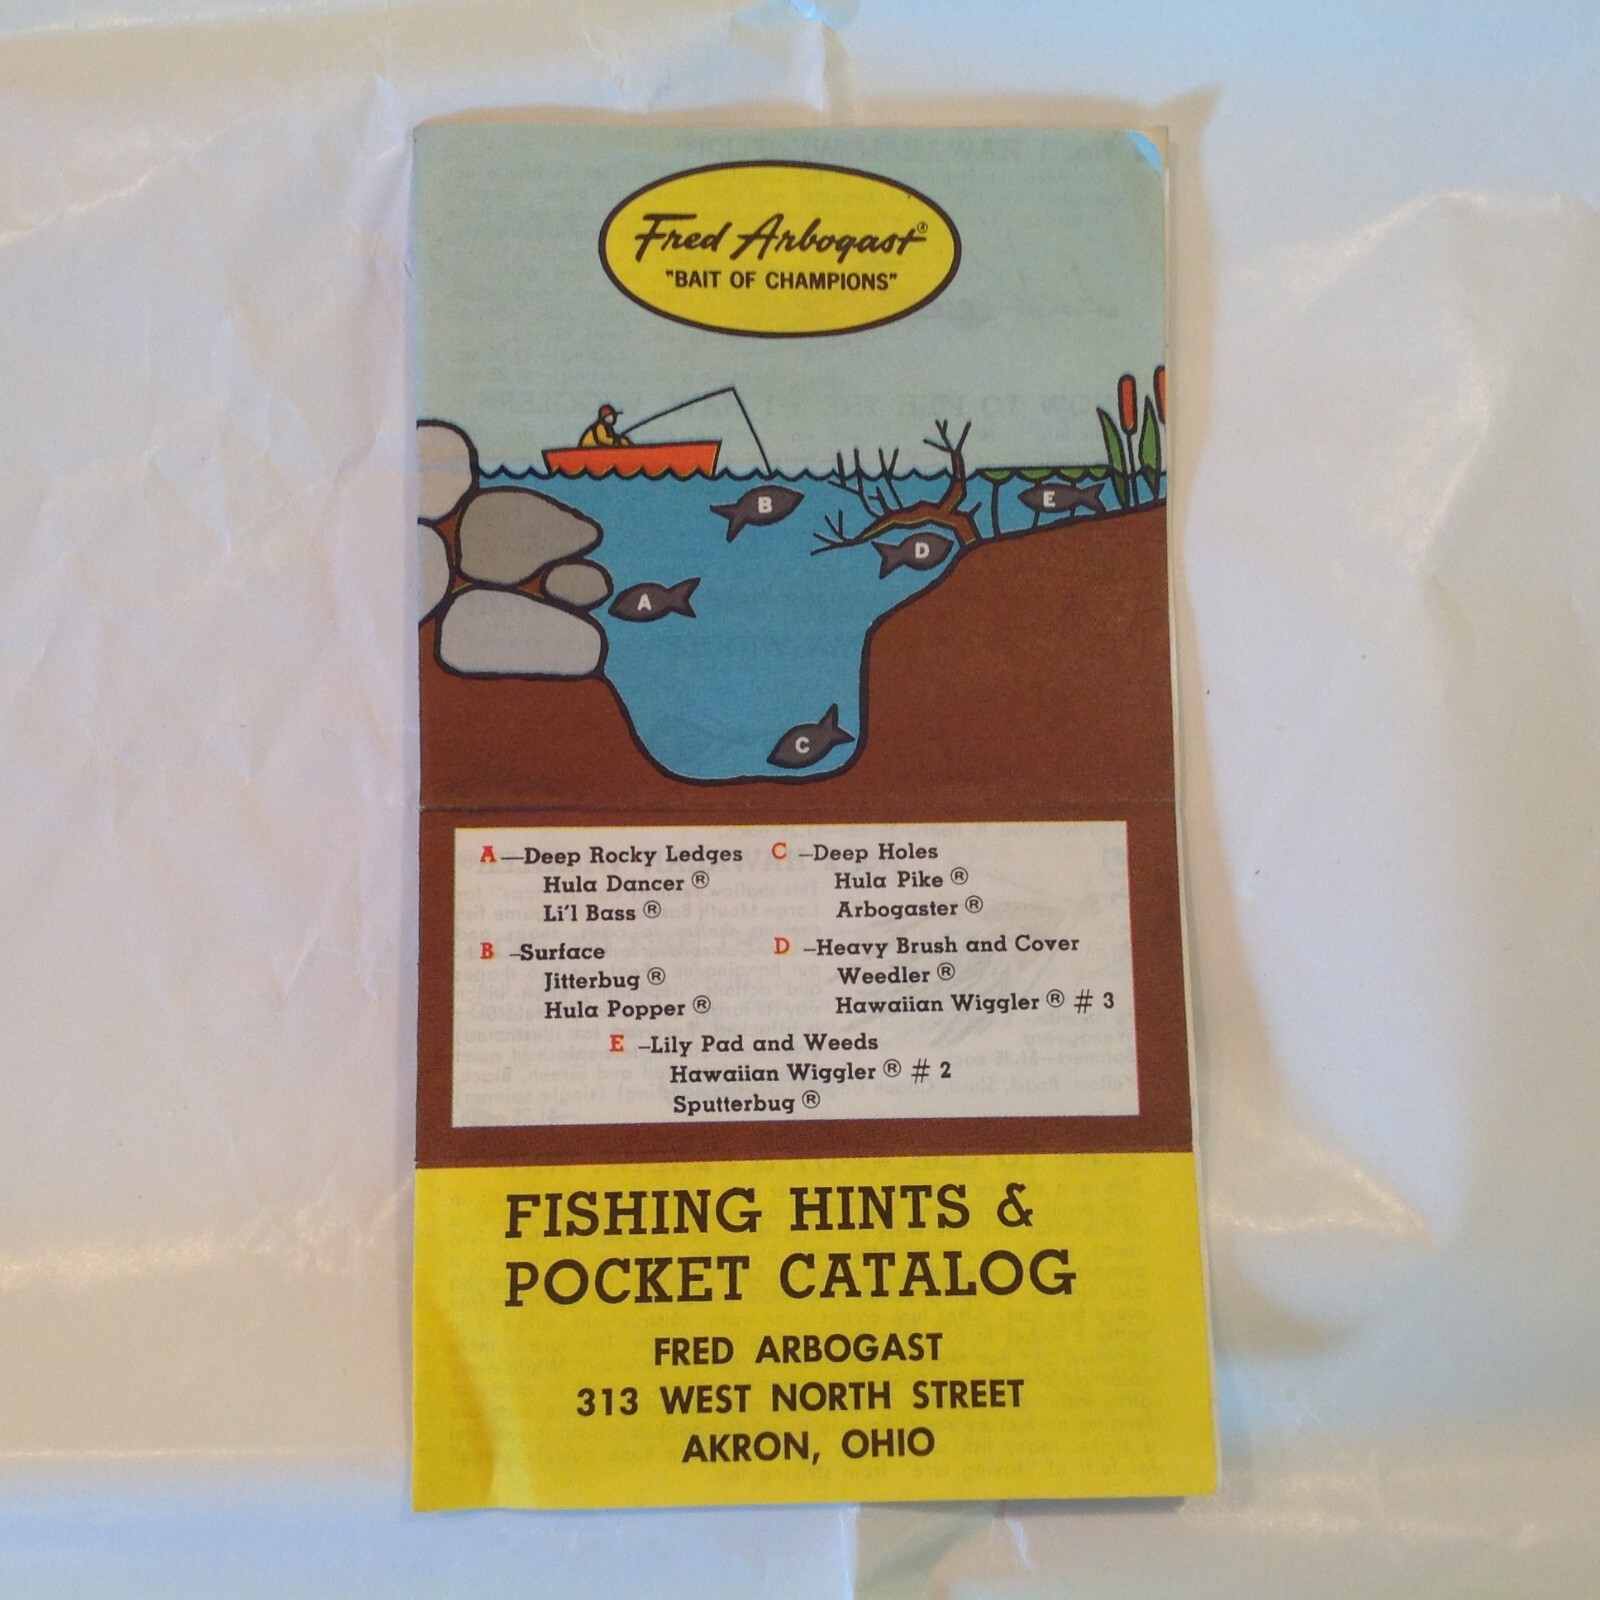 Fred Arbogast®
"BAIT OF CHAMPIONS"
B
E
D
A
C
A—Deep Rocky Ledges
Hula Dancer ®
Li'l Bass ®
B –Surface
Jitterbug ®
Hula Popper ®
C –Deep Holes
Hula Pike ®
Arbogaster ®
D –Heavy Brush and Cover
Weedler ®
Hawaiian Wiggler ® # 3
E –Lily Pad and Weeds
Hawaiian Wiggler ® # 2
Sputterbug ®
FISHING HINTS &
POCKET CATALOG
FRED ARBOGAST
313 WEST NORTH STREET
AKRON, OHIO